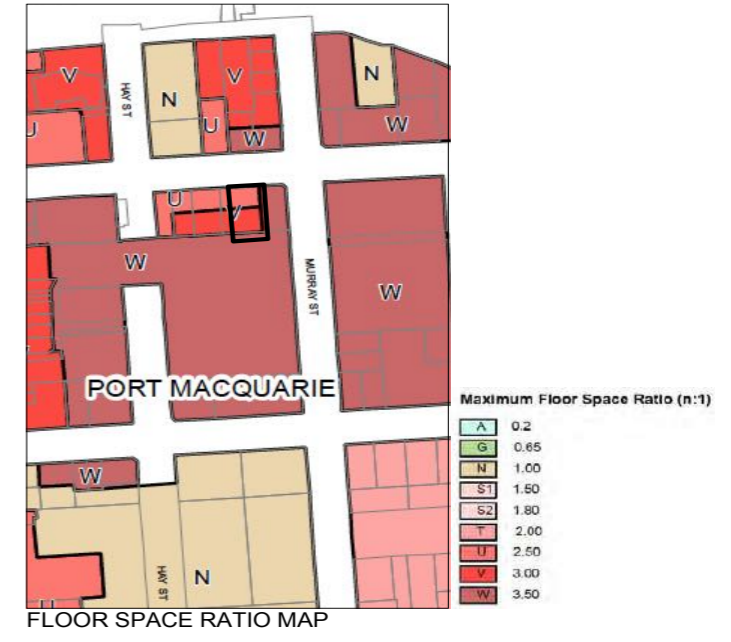 V
N
V
N
HAY ST
U
U
W
W
U
V
W
W
MURRAY ST
PORT MACQUARIE
W
HAY ST
N
U
Maximum Floor Space Ratio (n:1)
A 0.2
G 0.65
N 1.00
S1 1.50
S2 1.80
T 2.00
U 2.50
V 3.00
W 3.50
FLOOR SPACE RATIO MAP